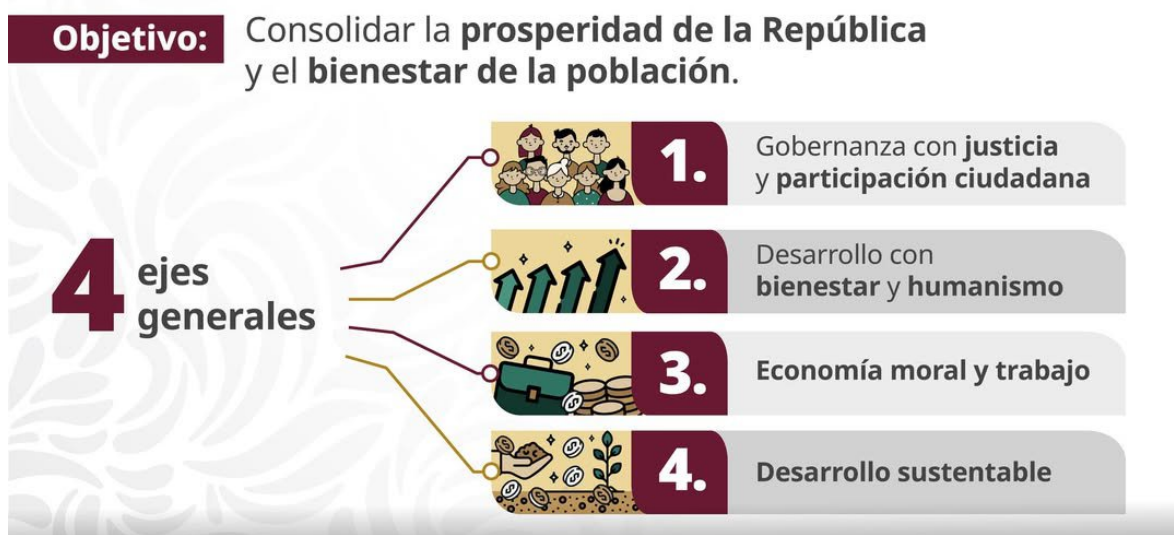 Objetivo:
Consolidar la prosperidad de la República
y el bienestar de la población.
4 ejes
generales
1.
Gobernanza con justicia
y participación ciudadana
2.
Desarrollo con
bienestar y humanismo
3.
Economía moral y trabajo
4.
Desarrollo sustentable